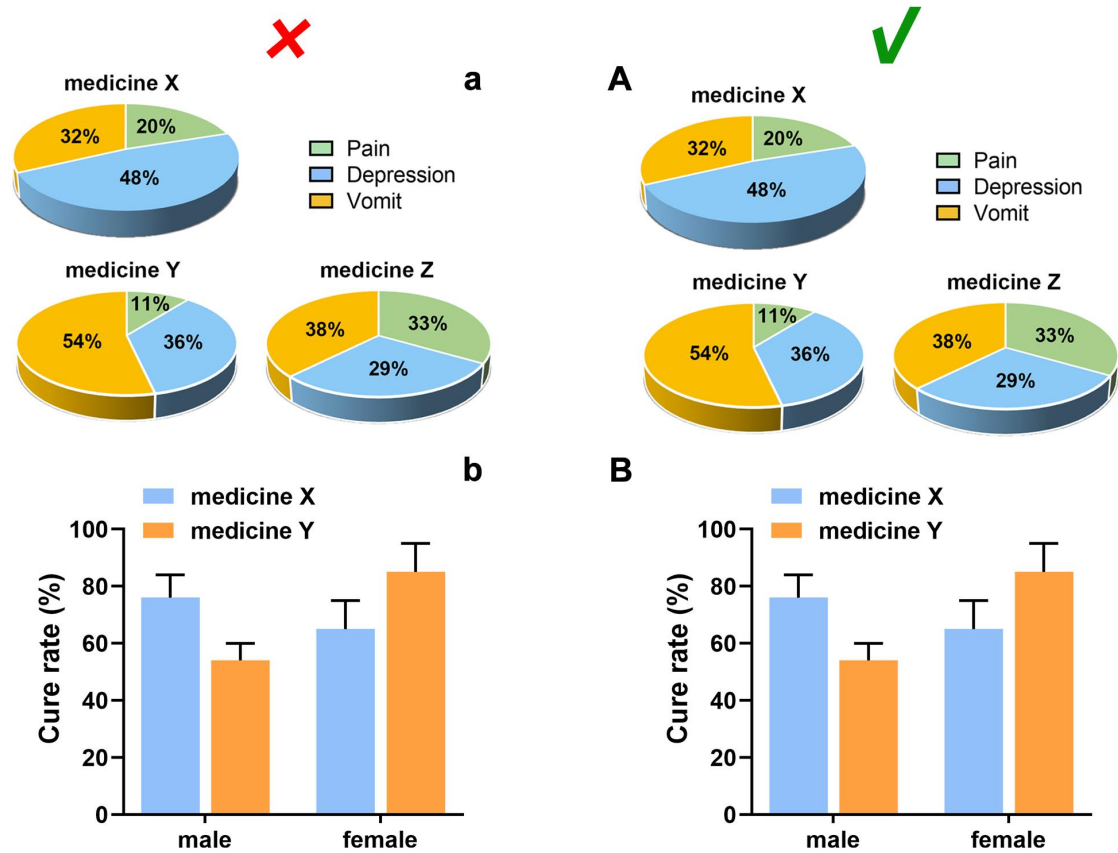 medicine X
a
32%
20%
48%
Pain
Depression
Vomit
medicine Y
11%
54%
36%
medicine Z
38%
33%
29%
b
medicine X
medicine Y
Cure rate (%)
100
80
60
40
20
0
male
female
A
medicine X
32%
20%
48%
Pain
Depression
Vomit
medicine Y
11%
54%
36%
medicine Z
38%
33%
29%
B
medicine X
medicine Y
Cure rate (%)
100
80
60
40
20
0
male
female